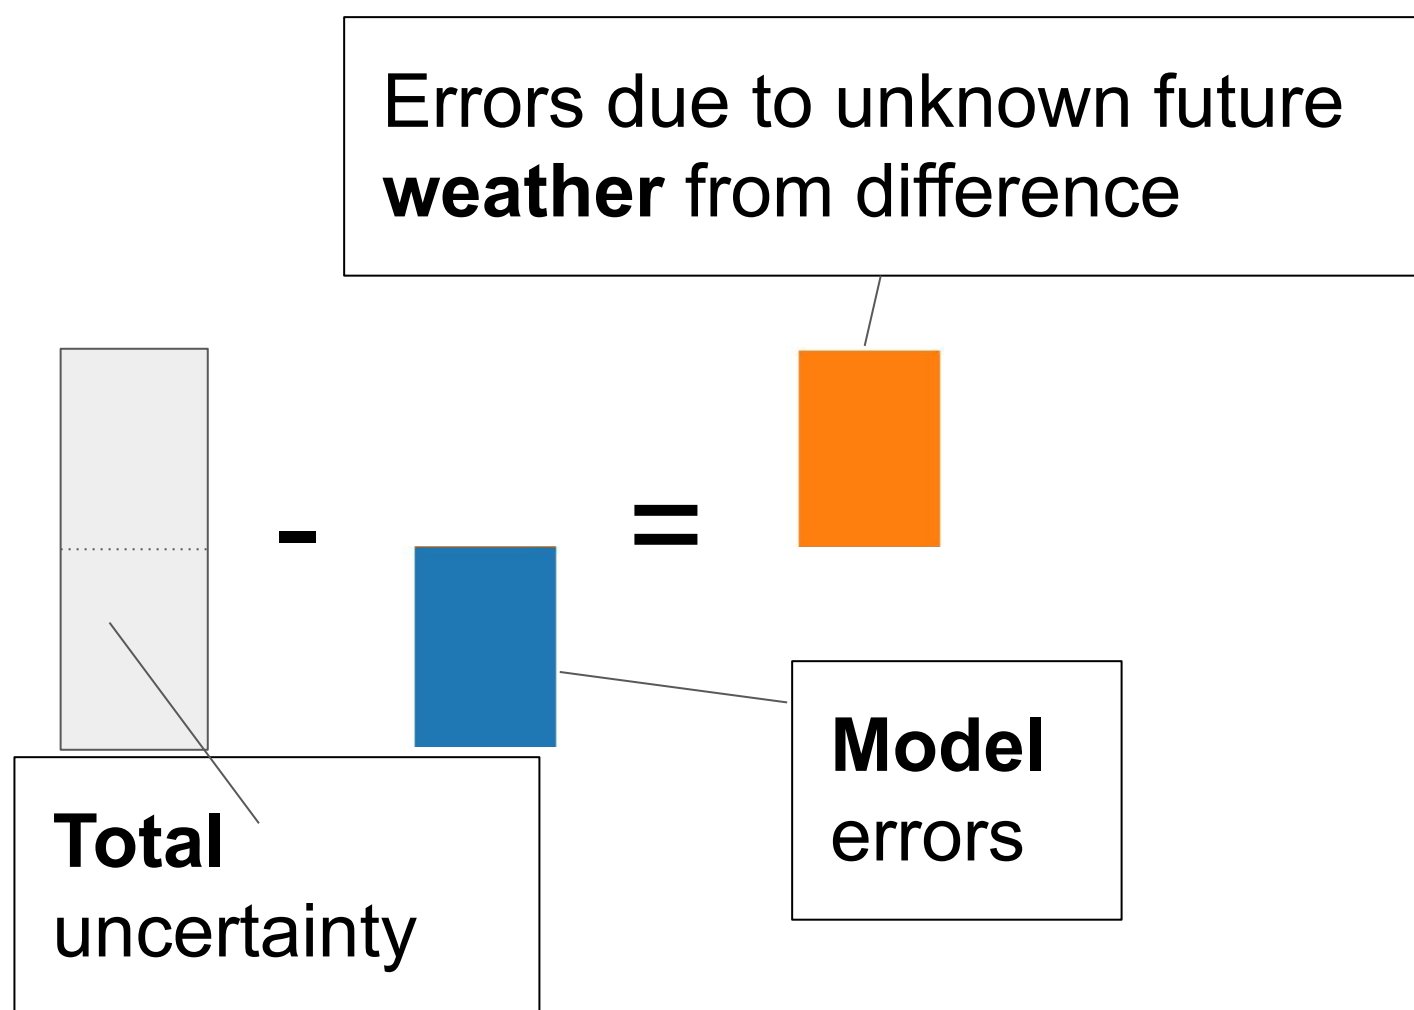 Errors due to unknown future
weather from difference
-
=
Model
errors
Total
uncertainty